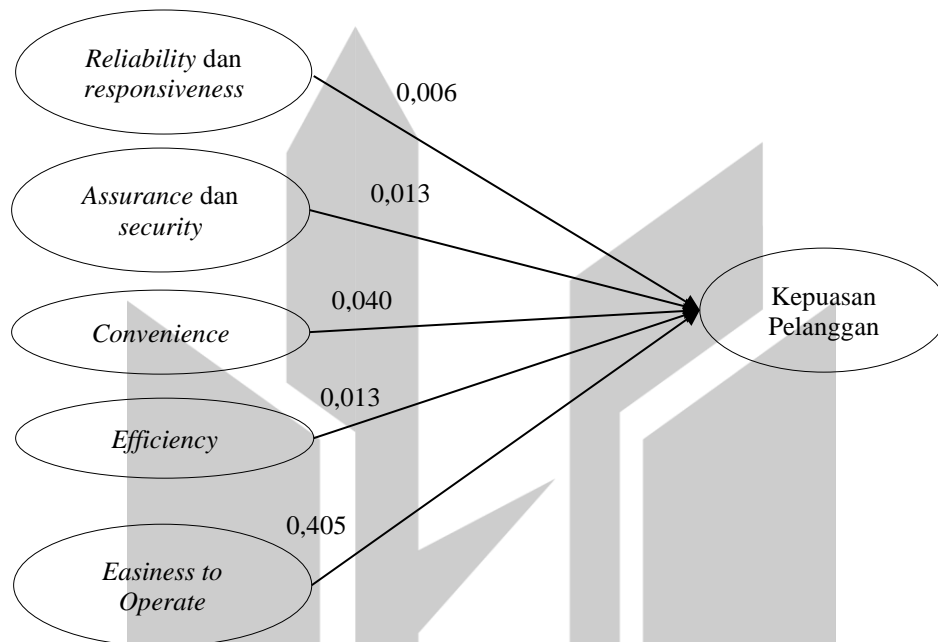 Reliability dan
responsiveness
0,006
Assurance dan
security
0,013
Convenience
0,040
Kepuasan
Pelanggan
Efficiency
0,013
Easiness to
Operate
0,405